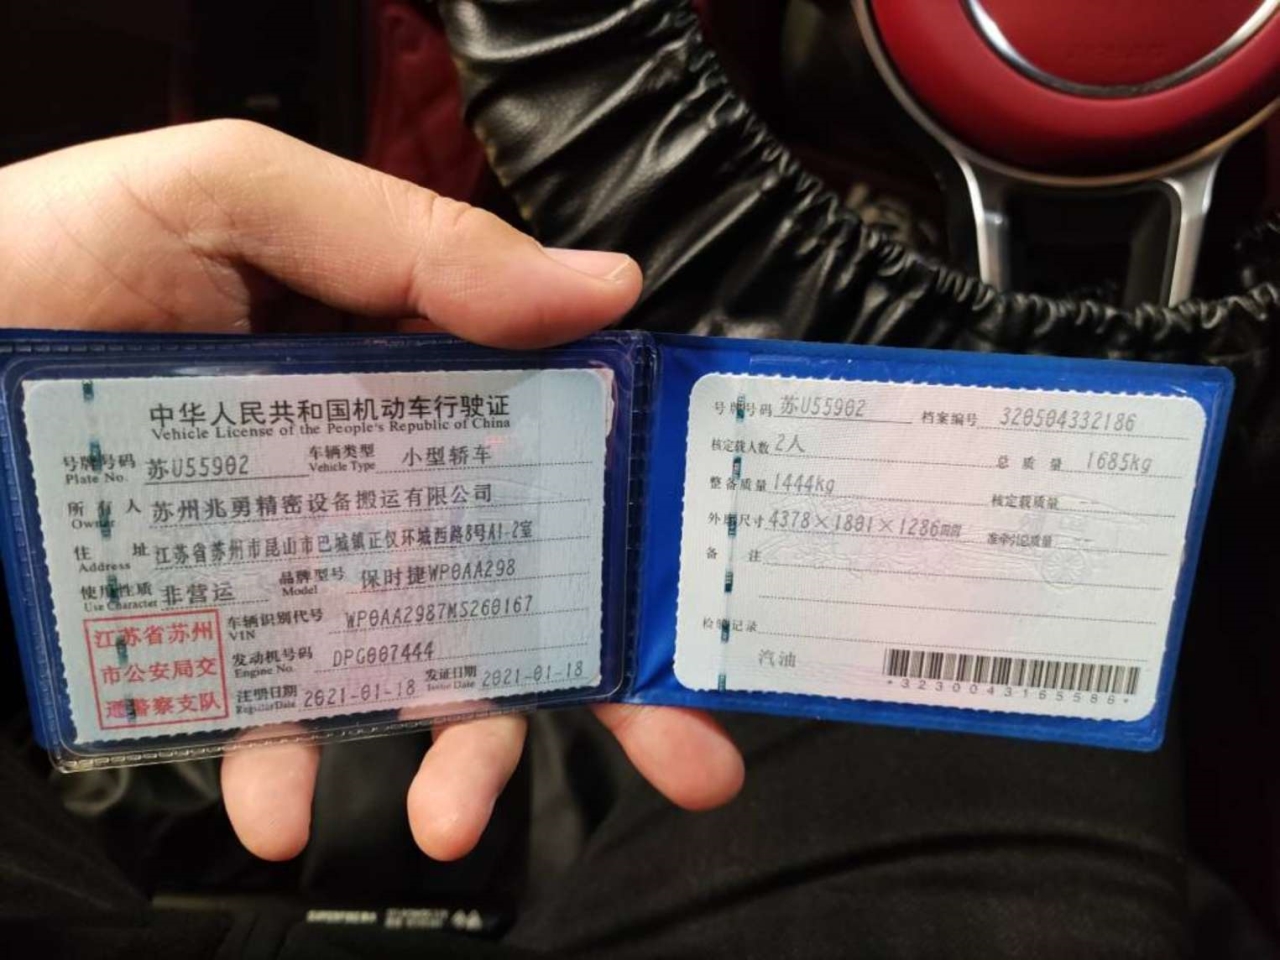 中华人民共和国机动车行驶证
Vehicle License of the People's Republic of China
号牌号码 苏U55902 车辆类型 小型轿车
Plate No. Vehicle Type
所有人 苏州兆勇精密设备搬运有限公司
Owner
住址 江苏省苏州市昆山市巴城镇正仪环城西路8号A1-2室
Address
使用性质 非营运 品牌型号 保时捷WP0AA298
Use Character Model
车辆识别代号 WP0AA2987MS260167
VIN
发动机号码 DPG007444
Engine No.
注册日期 2021-01-18 发证日期 2021-01-18
Register Date Issue Date
江苏省苏州
市公安局交
通警察支队
号牌号码 苏U55902 档案编号 320504332186
核定载人数 2人 总质量 1685kg
整备质量 1444kg 核定载质量 --
外廓尺寸 4378×1801×1286mm 准牵引总质量 --
备注
检验记录
汽油
*3230043165586*